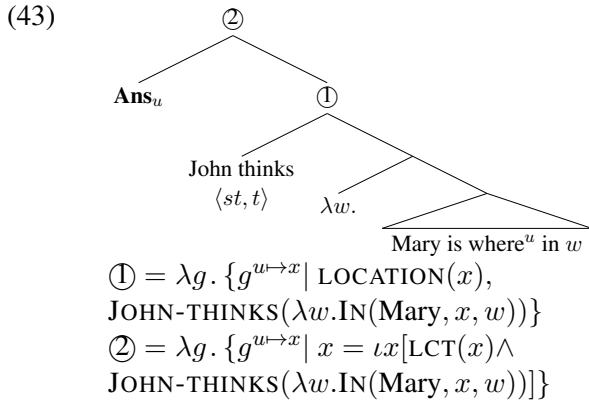 (43)
②
Ans_u
①
John thinks
⟨st, t⟩
λw.
Mary is where^u in w
① = λg. {g^{u↦x}| LOCATION(x),
JOHN-THINKS(λw.IN(Mary, x, w))}
② = λg. {g^{u↦x}| x = ιx[LCT(x)∧
JOHN-THINKS(λw.IN(Mary, x, w))]}